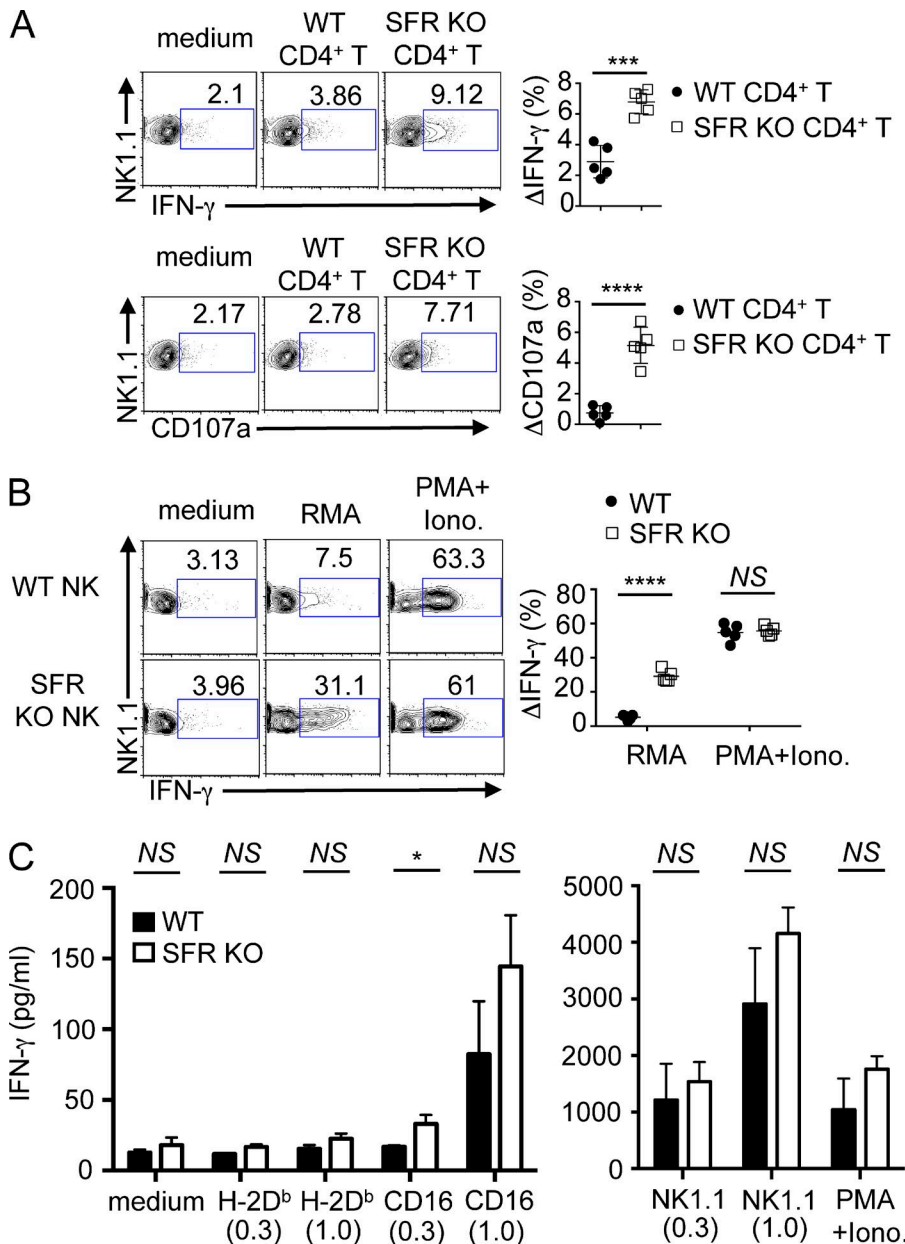 A
medium
WT
CD4⁺ T
SFR KO
CD4⁺ T
2.1
3.86
9.12
NK1.1
IFN-γ
***
ΔIFN-γ (%)
8
6
4
2
0
WT CD4⁺ T
SFR KO CD4⁺ T
medium
WT
CD4⁺ T
SFR KO
CD4⁺ T
2.17
2.78
7.71
NK1.1
CD107a
****
ΔCD107a (%)
8
6
4
2
0
WT CD4⁺ T
SFR KO CD4⁺ T
B
medium
RMA
PMA+
Iono.
WT NK
3.13
7.5
63.3
SFR
KO NK
3.96
31.1
61
NK1.1
IFN-γ
WT
SFR KO
****
NS
ΔIFN-γ (%)
80
60
40
20
0
RMA
PMA+Iono.
C
NS
NS
NS
*
NS
IFN-γ (pg/ml)
200
150
100
50
0
WT
SFR KO
medium
H-2Dᵇ
(0.3)
H-2Dᵇ
(1.0)
CD16
(0.3)
CD16
(1.0)
NS
NS
NS
5000
4000
3000
2000
1000
0
NK1.1
(0.3)
NK1.1
(1.0)
PMA
+Iono.